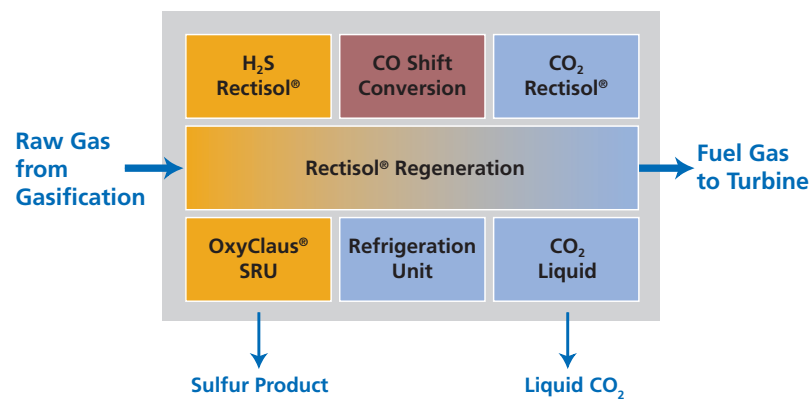 H₂S
Rectisol®
CO Shift
Conversion
CO₂
Rectisol®
Raw Gas
from
Gasification
Rectisol® Regeneration
Fuel Gas
to Turbine
OxyClaus®
SRU
Refrigeration
Unit
CO₂
Liquid
Sulfur Product
Liquid CO₂